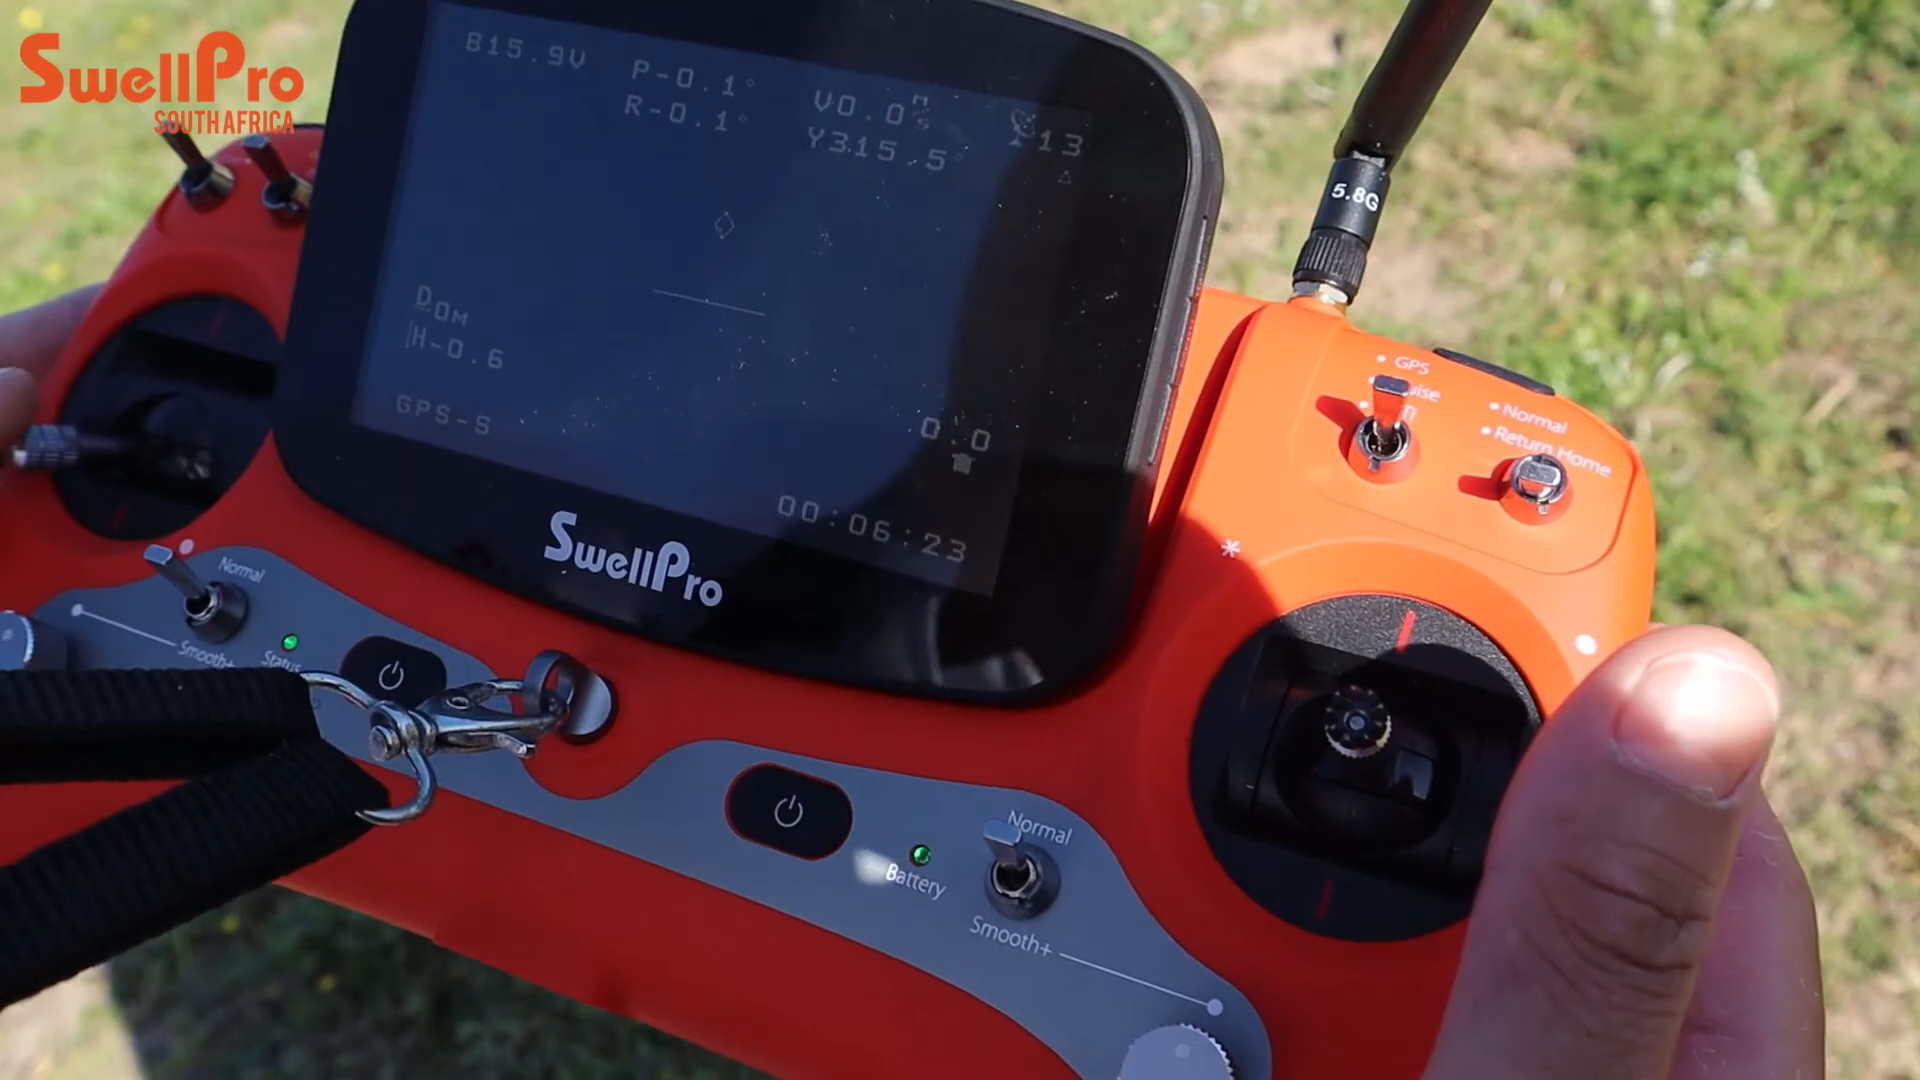 SwellPro
SOUTH AFRICA
B15.9V
P-0.1°
R-0.1°
V0.0 M/S
Y315.5°
13
D0M
H-0.6
GPS-S
0.0
00:06:23
SwellPro
5.8G
GPS
Normal
Return Home
*
Normal
Smooth+
Status
Battery
Normal
Smooth+